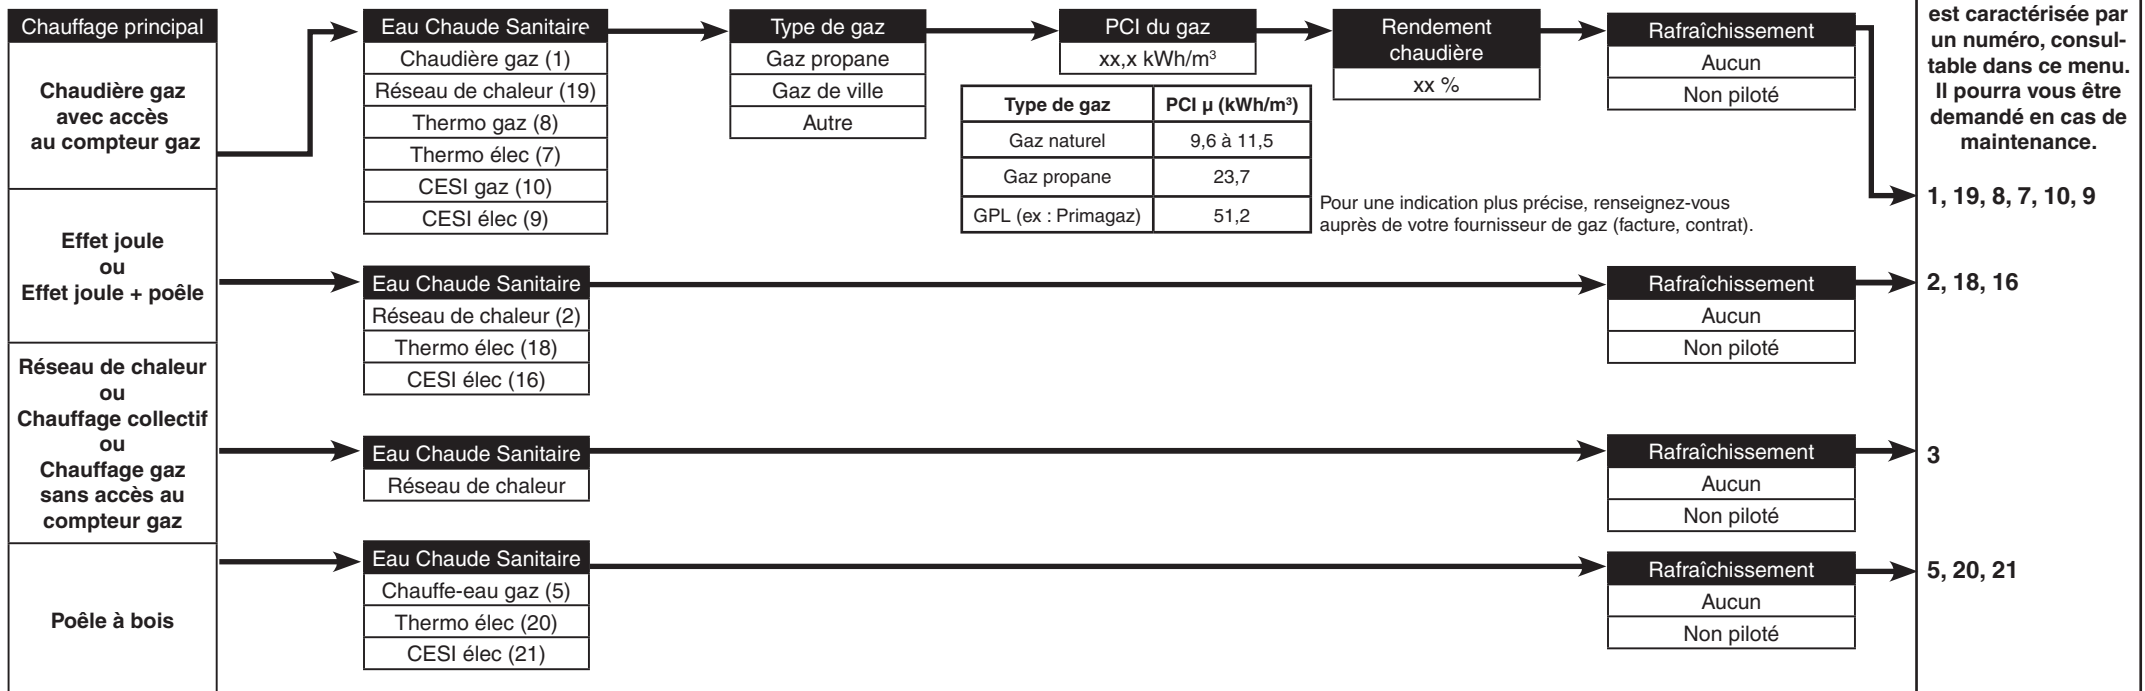 Chauffage principal
Chaudière gaz
avec accès
au compteur gaz
Effet joule
ou
Effet joule + poêle
Réseau de chaleur
ou
Chauffage collectif
ou
Chauffage gaz
sans accès au
compteur gaz
Poêle à bois
Eau Chaude Sanitaire
Chaudière gaz (1)
Réseau de chaleur (19)
Thermo gaz (8)
Thermo élec (7)
CESI gaz (10)
CESI élec (9)
Type de gaz
Gaz propane
Gaz de ville
Autre
PCI du gaz
xx,x kWh/m³
Type de gaz PCI μ (kWh/m³)
Gaz naturel 9,6 à 11,5
Gaz propane 23,7
GPL (ex : Primagaz) 51,2
Rendement
chaudière
xx %
Pour une indication plus précise, renseignez-vous
auprès de votre fournisseur de gaz (facture, contrat).
Rafraîchissement
Aucun
Non piloté
est caractérisée par
un numéro, consul-
table dans ce menu.
Il pourra vous être
demandé en cas de
maintenance.
1, 19, 8, 7, 10, 9
Eau Chaude Sanitaire
Réseau de chaleur (2)
Thermo élec (18)
CESI élec (16)
Rafraîchissement
Aucun
Non piloté
2, 18, 16
Eau Chaude Sanitaire
Réseau de chaleur
Rafraîchissement
Aucun
Non piloté
3
Eau Chaude Sanitaire
Chauffe-eau gaz (5)
Thermo élec (20)
CESI élec (21)
Rafraîchissement
Aucun
Non piloté
5, 20, 21